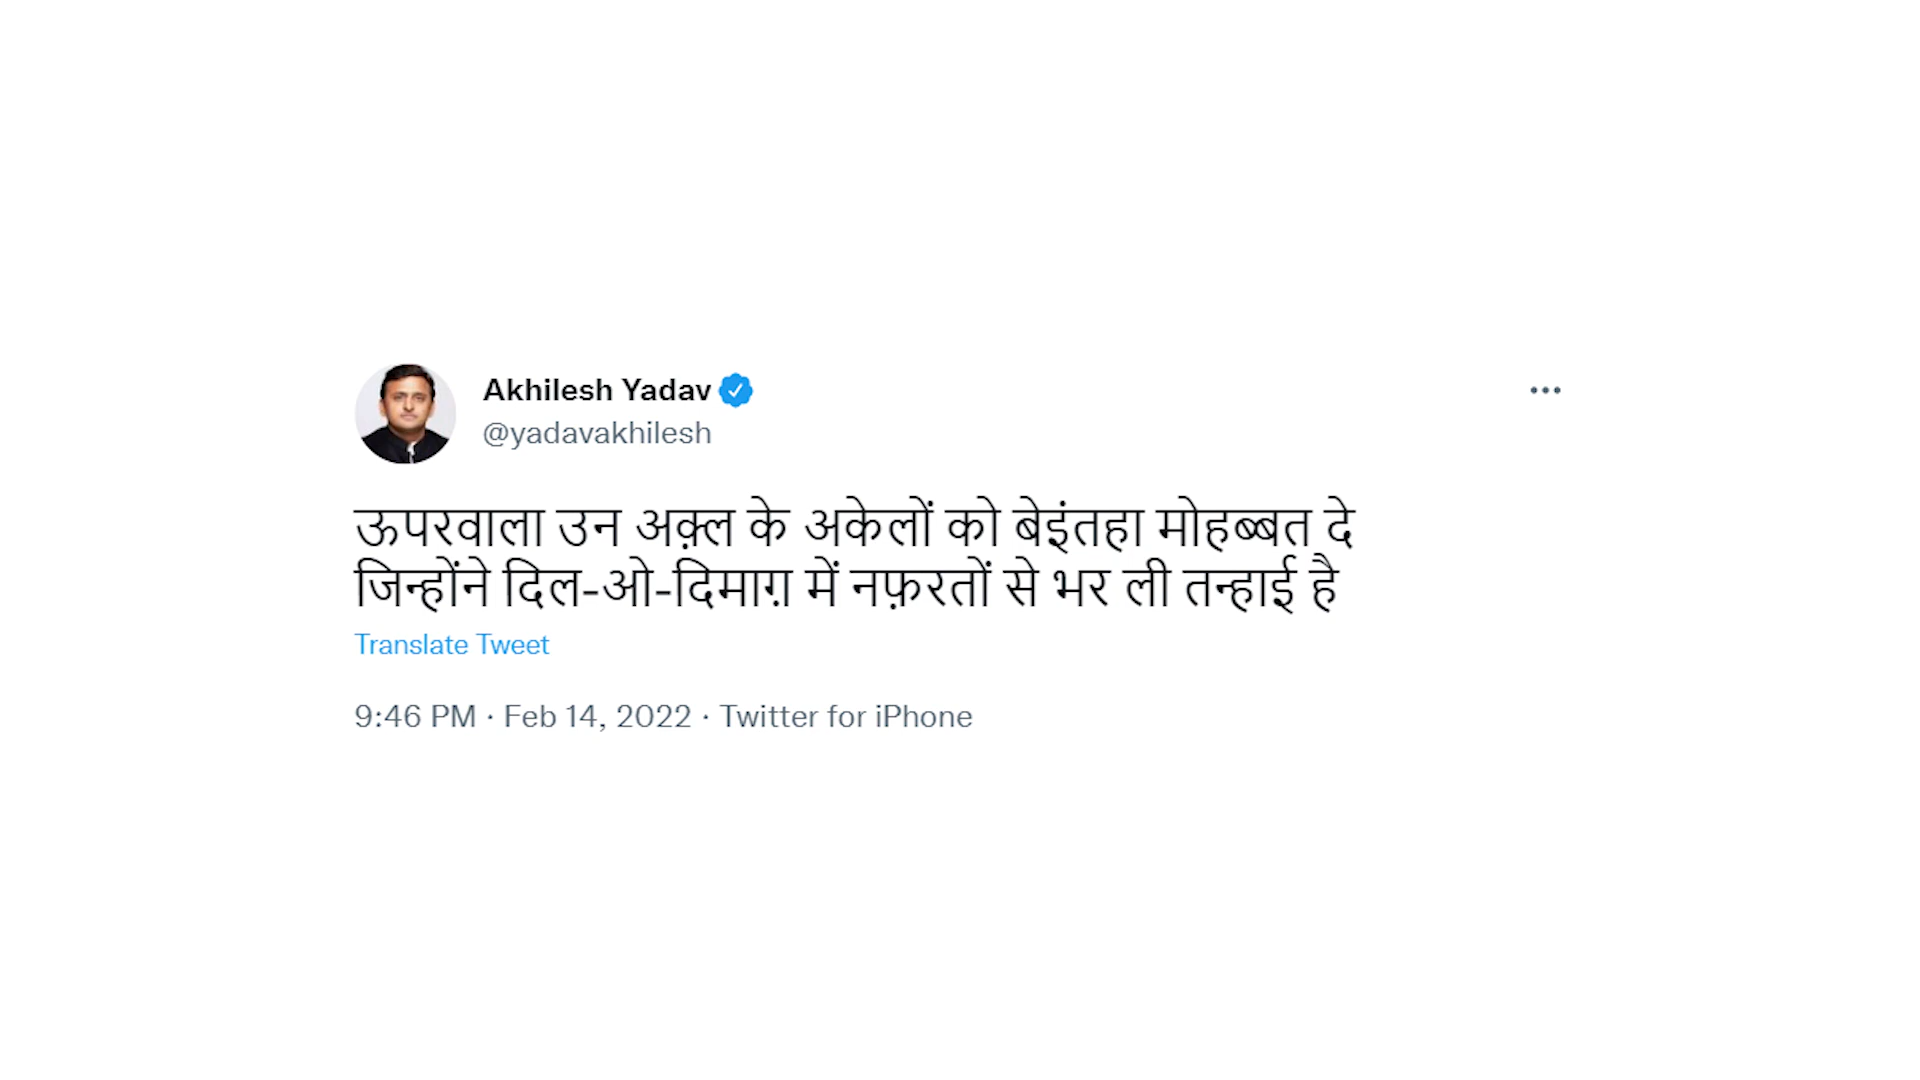 Akhilesh Yadav
@yadavakhilesh
ऊपरवाला उन अक़्ल के अकेलों को बेइंतहा मोहब्बत दे
जिन्होंने दिल-ओ-दिमाग़ में नफ़रतों से भर ली तन्हाई है
Translate Tweet
9:46 PM · Feb 14, 2022 · Twitter for iPhone